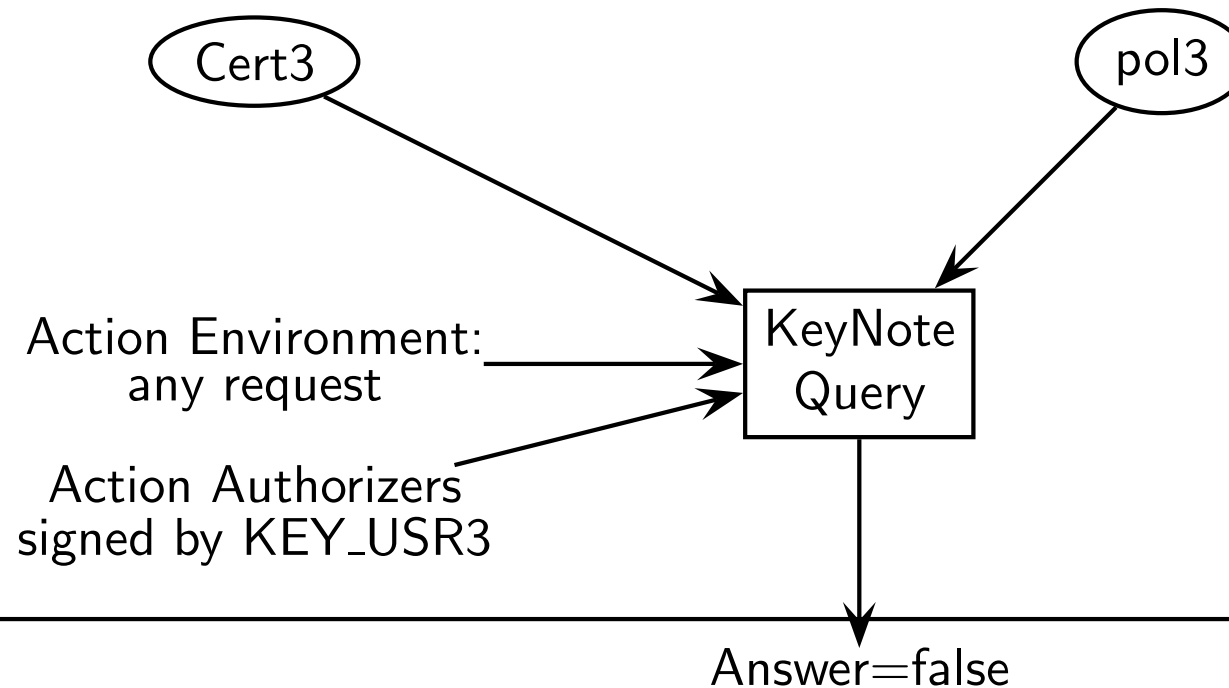 Cert3
pol3
KeyNote
Query
Action Environment:
any request
Action Authorizers
signed by KEY_USR3
Answer=false